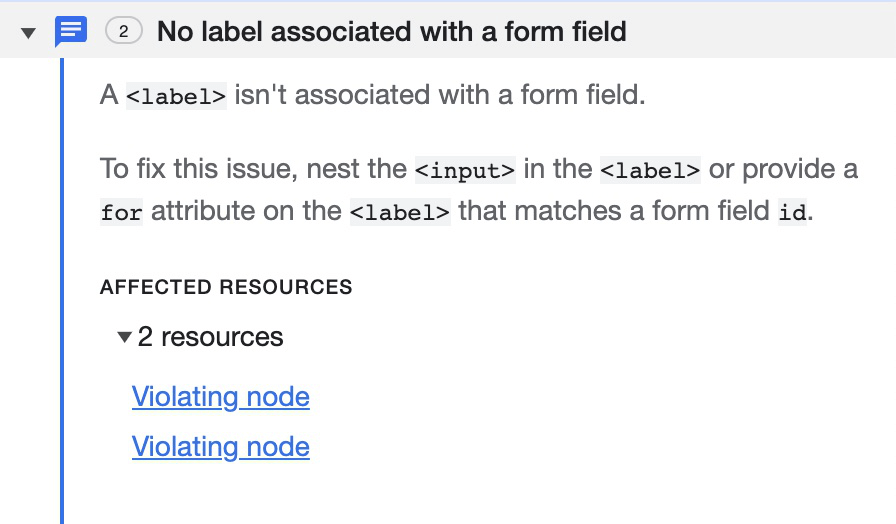 2 No label associated with a form field
A <label> isn't associated with a form field.
To fix this issue, nest the <input> in the <label> or provide a
for attribute on the <label> that matches a form field id.
AFFECTED RESOURCES
2 resources
Violating node
Violating node